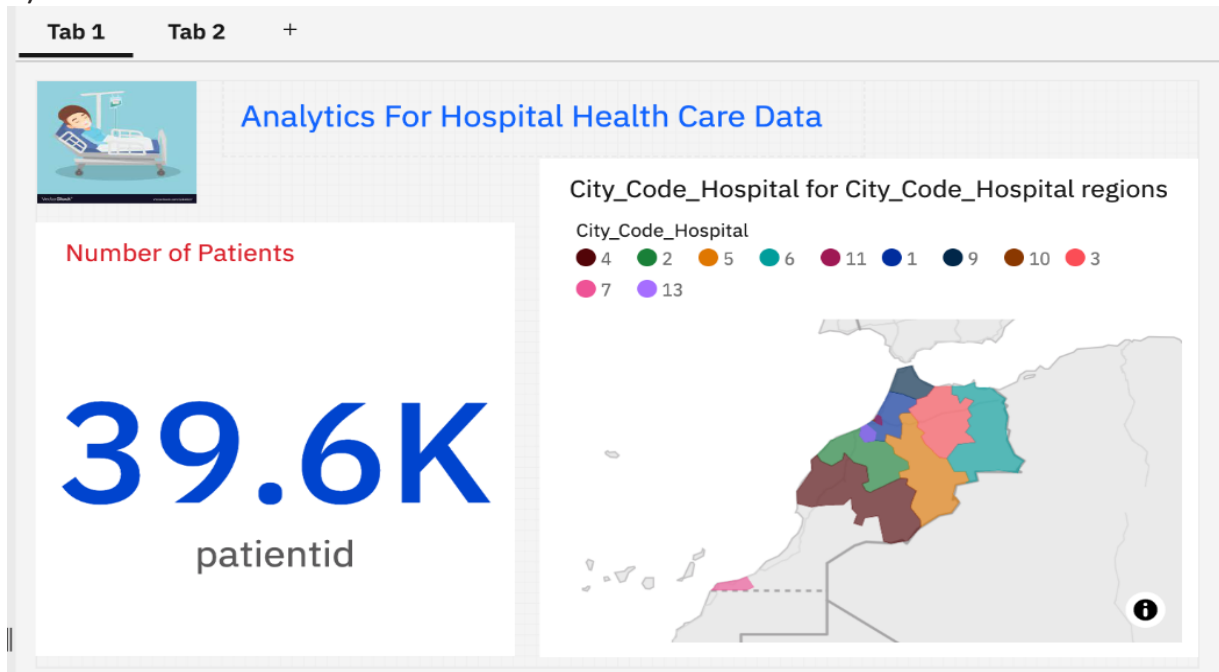 Tab 1 Tab 2 +
Analytics For Hospital Health Care Data
Number of Patients
39.6K
patientid
City_Code_Hospital for City_Code_Hospital regions
City_Code_Hospital
4 2 5 6 11 1 9 10 3
7 13